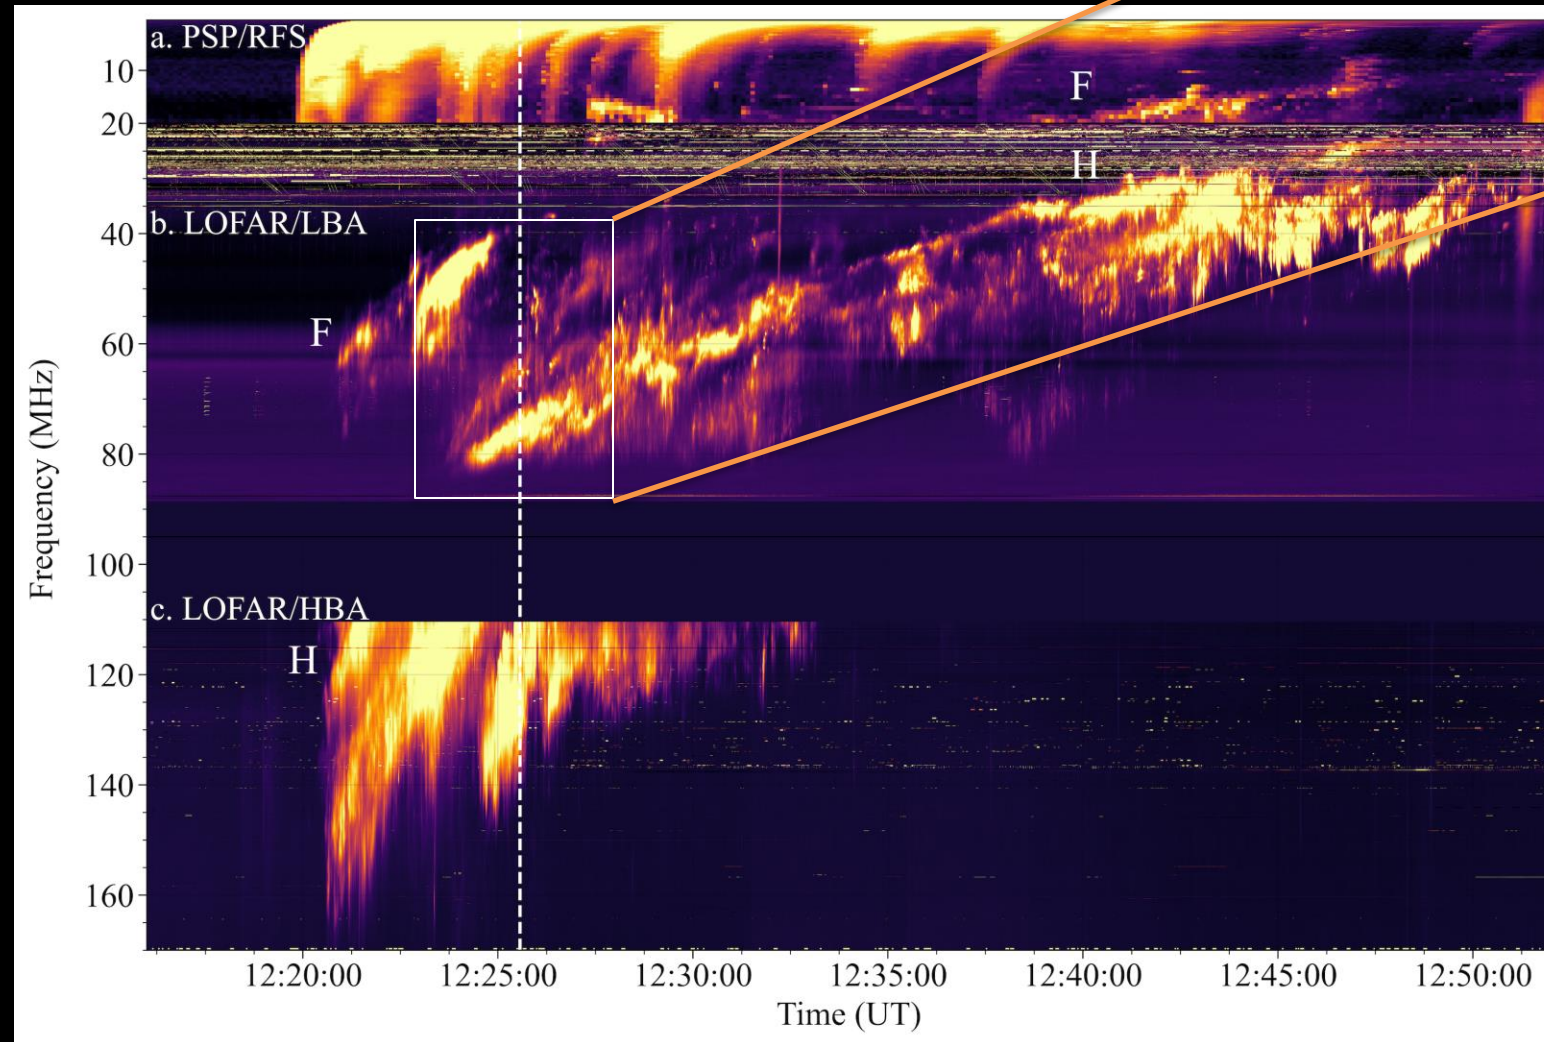 a. PSP/RFS
10
F
20
H
b. LOFAR/LBA
40
F
60
80
Frequency (MHz)
100
c. LOFAR/HBA
H
120
140
160
12:20:00 12:25:00 12:30:00 12:35:00 12:40:00 12:45:00 12:50:00
Time (UT)